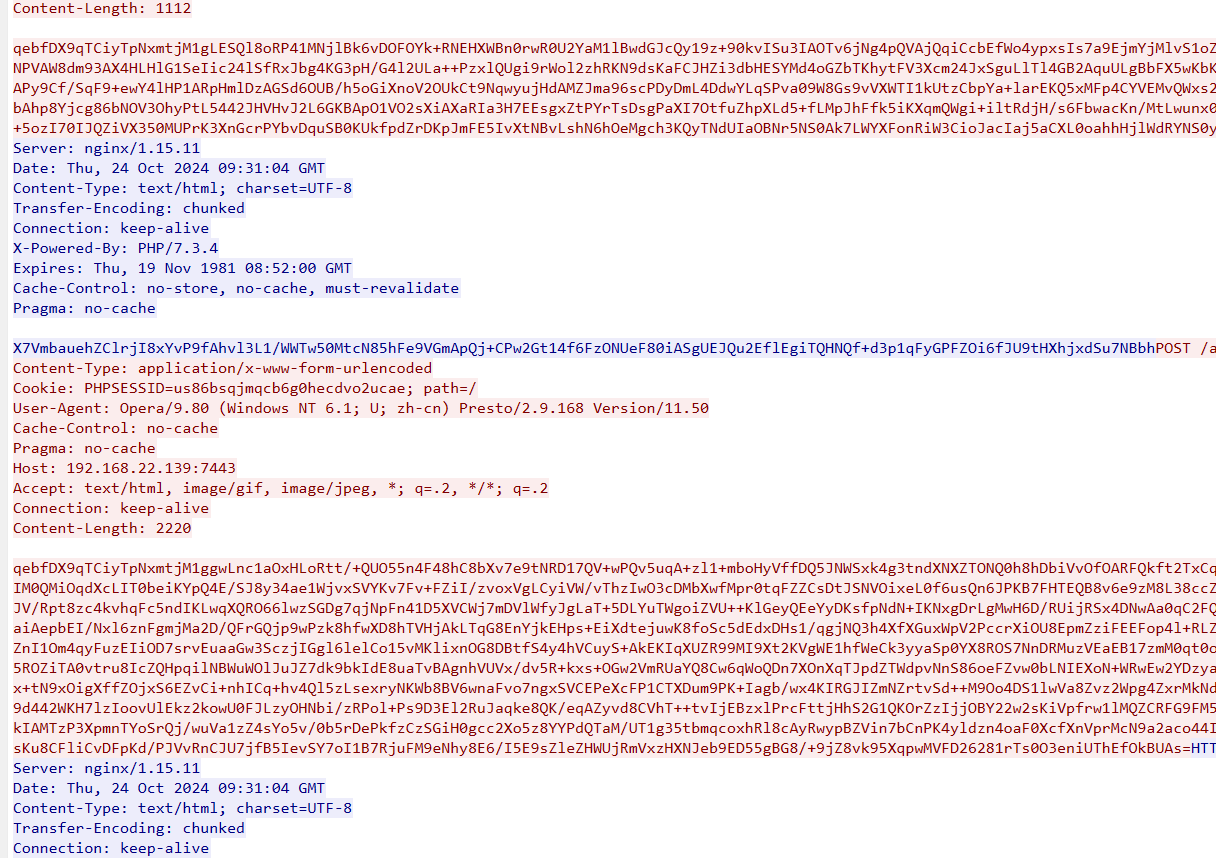 Content-Length: 1112
qebfDX9qTCiyTpNxmtjM1gLESQl8oRP41MNjlBk6vDOFOYk+RNEHXWBn0rwR0U2YaM1lBwdGJcQy19z+90kvISu3IAOTv6jNg4pQVAjQqiCcbEfWo4ypxsIs7a9EjmYjMlvS1oZ
NPVAW8dm93AX4HLHlG1SeIic24lSfRxJbg4KG3pH/G4l2ULa++PzxlQUgi9rWol2zhRKN9dsKaFCJHZi3dbHESYMd4oGZbTKhytFV3Xcm24JxSguLlTl4GB2AquULgBbFX5wKbK
APy9Cf/SqF9+ewY4lHP1ARpHmlDzAGSd6OUB/h5oGiXnoV2OUkCt9NqwyujHdAMZJma96scPDyDmL4DdwYLqSPva09W8Gs9vVXWTI1kUtzCbpYa+larEKQ5xMFp4CYVEMvQWxs2
bAhp8Yjcg86bNOV3OhyPtL5442JHVHvJ2L6GKBApO1VO2sXiAXaRIa3H7EEsgxZtPYrTsDsgPaXI7OtfuZhpXLd5+fLMpJhFfk5iKXqmQWgi+iltRdjH/s6FbwacKn/MtLwunx0
+5ozI70IJQZiVX350MUPrK3XnGcrPYbvDquSB0KUkfpdZrDKpJmFE5IvXtNBvLshN6hOeMgch3KQyTNdUIaOBNr5NS0Ak7LWYXFonRiW3CioJacIaj5aCXL0oahhHjlWdRYNS0y
Server: nginx/1.15.11
Date: Thu, 24 Oct 2024 09:31:04 GMT
Content-Type: text/html; charset=UTF-8
Transfer-Encoding: chunked
Connection: keep-alive
X-Powered-By: PHP/7.3.4
Expires: Thu, 19 Nov 1981 08:52:00 GMT
Cache-Control: no-store, no-cache, must-revalidate
Pragma: no-cache
X7VmbauehZClrjI8xYvP9fAhvl3L1/WWTw50MtcN85hFe9VGmApQj+CPw2Gt14f6FzONUeF80iASgUEJQu2EflEgiTQHNQf+d3p1qFyGPFZOi6fJU9tHXhjxdSu7NBbhPOST /a
Content-Type: application/x-www-form-urlencoded
Cookie: PHPSESSID=us86bsqjmqcb6g0hecdvo2ucae; path=/
User-Agent: Opera/9.80 (Windows NT 6.1; U; zh-cn) Presto/2.9.168 Version/11.50
Cache-Control: no-cache
Pragma: no-cache
Host: 192.168.22.139:7443
Accept: text/html, image/gif, image/jpeg, *; q=.2, */*; q=.2
Connection: keep-alive
Content-Length: 2220
qebfDX9qTCiyTpNxmtjM1ggwLnc1aOxHLoRtt/+QUO55n4F48hC8bXv7e9tNRD17QV+wPQv5uqA+zl1+mboHyVffDQ5JNWSxk4g3tndXNXZTONQ0h8hDbiVvOfOARFQkft2TxCq
IM0QMiOqdXcLIT0beiKYpQ4E/SJ8y34ae1WjvxSVYKv7Fv+FZiI/zvoxVgLCyiVW/vThzIwO3cDMbXwfMpr0tqFZZCsDtJSNVOixeL0f6usQn6JPKB7FHTEQB8v6e9zM8L38ccZ
JV/Rpt8zc4kvhqFc5ndIKLwqXQRO66lwzSGDg7qjNpFn41D5XVCWj7mDVlWfyJgLaT+5DLYuTWgoiZVU++KlGeyQEeYyDKsfpNdN+IKNxgDrLgMwH6D/RUijRSx4DNwAa0qC2FQ
aiAepbEI/Nxl6znFgmjMa2D/QFrGQjp9wPzk8hfwXD8hTVHjAkLTqG8EnYjkEHps+EiXdtejuwK8foSc5dEdxDHs1/qgjNQ3h4XfXGuxWpV2PccrXiOU8EpmZziFEEFop4l+RLZ
ZnI1Om4qyFuzEIiOD7srvEuaaGw3SczjIGgl6lelCo15vMKlixnOG8DBtfS4y4hVCuyS+AkEKIqXUZR99MI9Xt2KVgWE1hfWeCk3yyaSp0YX8ROS7NnDRMuzVEaEB17zmM0qt0o
5ROZiTA0vtru8IcZQHpqilNBWuWOlJuJZ7dk9bkIdE8uaTvBAgnhVUVx/dv5R+kxs+OGw2VmRUaYQ8Cw6qWoQDn7XOnXqTJpdZTWdpvNnS86oeFZvw0bLNIEXoN+WRwEw2YDzya
x+tN9xOigXffZOjxS6EZvCi+nhICq+hv4Ql5zLsexryNKWb8BV6wnaFvo7ngxSVCEPeXcFP1CTXDum9PK+Iagb/wx4KIRGJIZmNZrtvSd++M9Oo4DS1lwVa8Zvz2Wpg4ZxrMkNd
9d442WKH7lzIoovUlEkz2kowU0FJLzyOHNbi/zRPol+Ps9D3El2RuJaqke8QK/eqAZyvd8CVhT++tvIjEBzxlPrcFttjHhS2G1QKOrZzIjjOBY22w2sKiVpfrw1lMQZCRFG9FM5
kIAMTzP3XpmnTYoSrQj/wuVa1zZ4sYo5v/0b5rDePkfzCzSGiH0gcc2Xo5z8YYPdQTaM/UT1g35tbmqcoxhRl8cAyRwypBZVin7bCnPK4yldzn4oaF0XcfXnVprMcN9a2aco44I
sKu8CFliCvDFpKd/PJVvRnCJU7jfB5IevSY7oI1B7RjuFM9eNhy8E6/I5E9sZleZHWUjRmVxzHXNJeb9ED55gBG8/+9jZ8vk95XqpwMVFD26281rTs0O3eniUThEfOkBUAs=HTT
Server: nginx/1.15.11
Date: Thu, 24 Oct 2024 09:31:04 GMT
Content-Type: text/html; charset=UTF-8
Transfer-Encoding: chunked
Connection: keep-alive